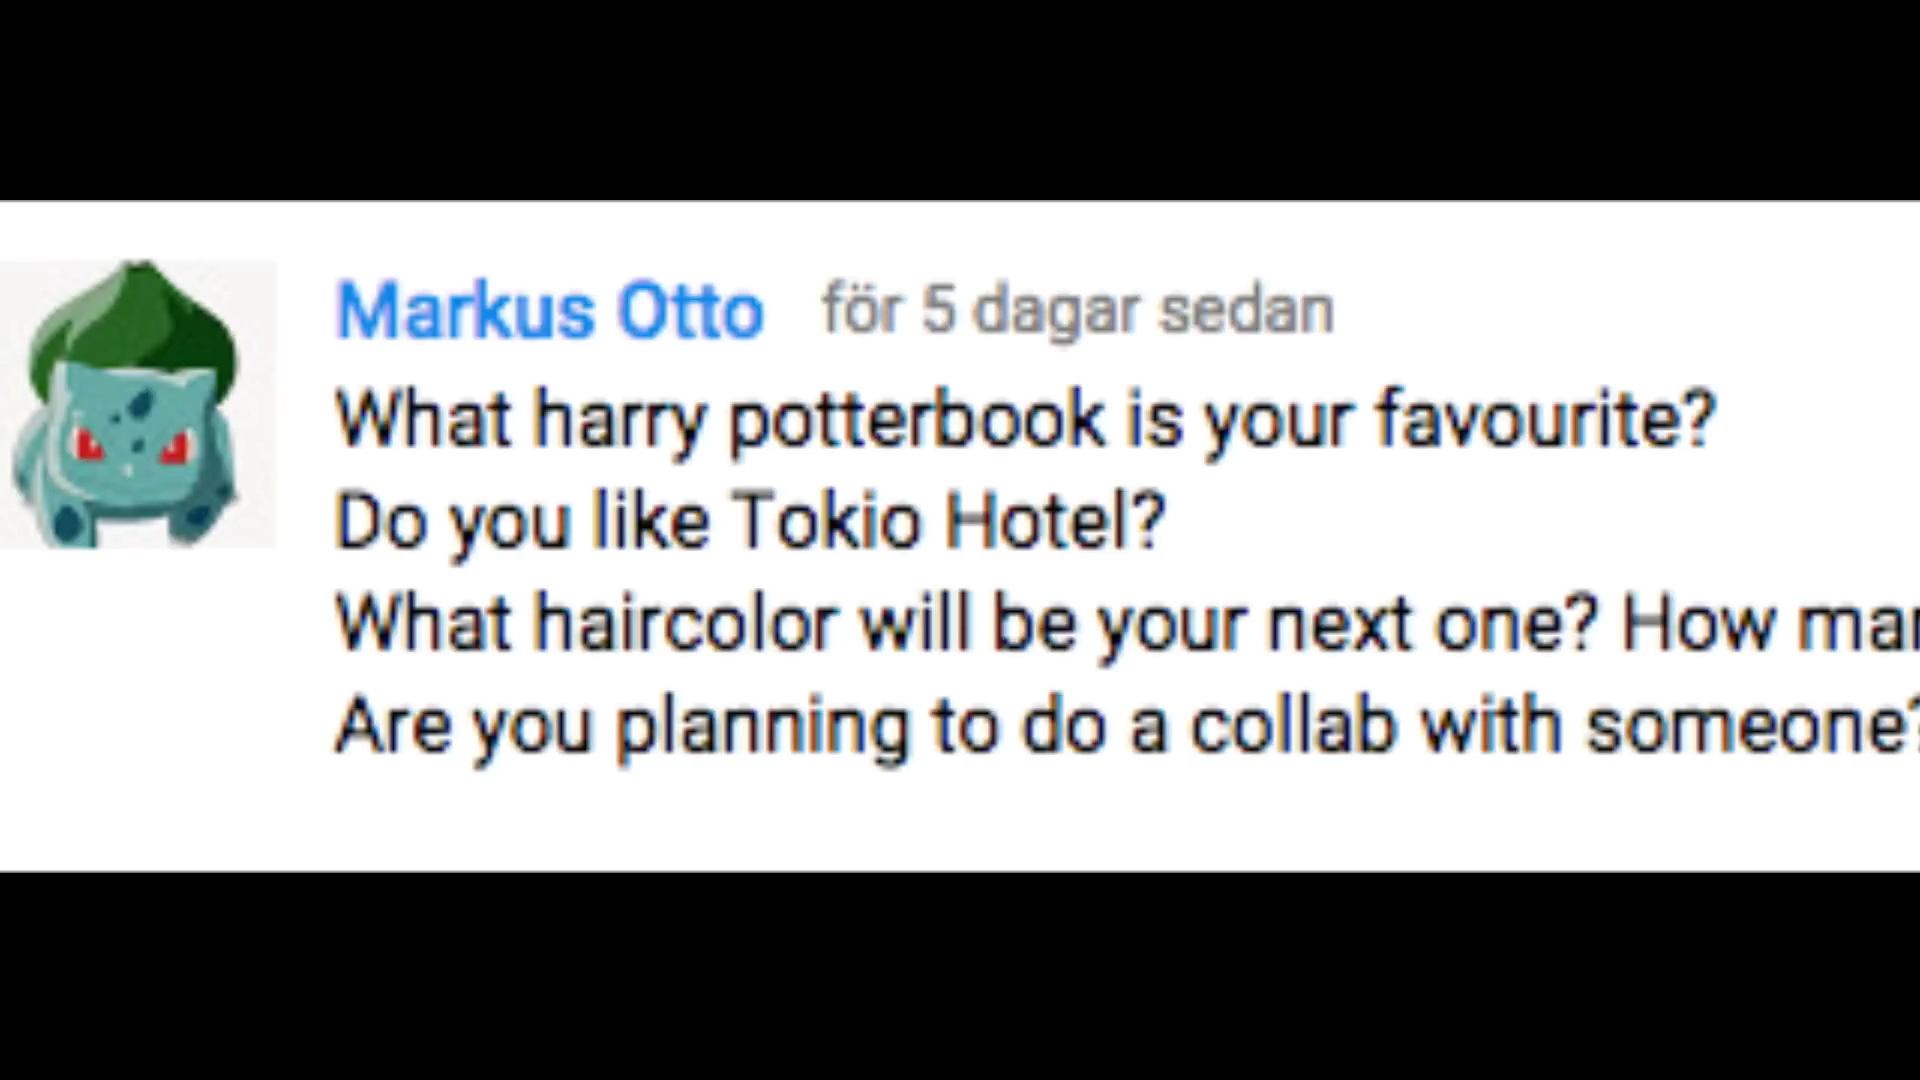 Markus Otto för 5 dagar sedan
What harry potterbook is your favourite?
Do you like Tokio Hotel?
What haircolor will be your next one? How
Are you planning to do a collab with someone?